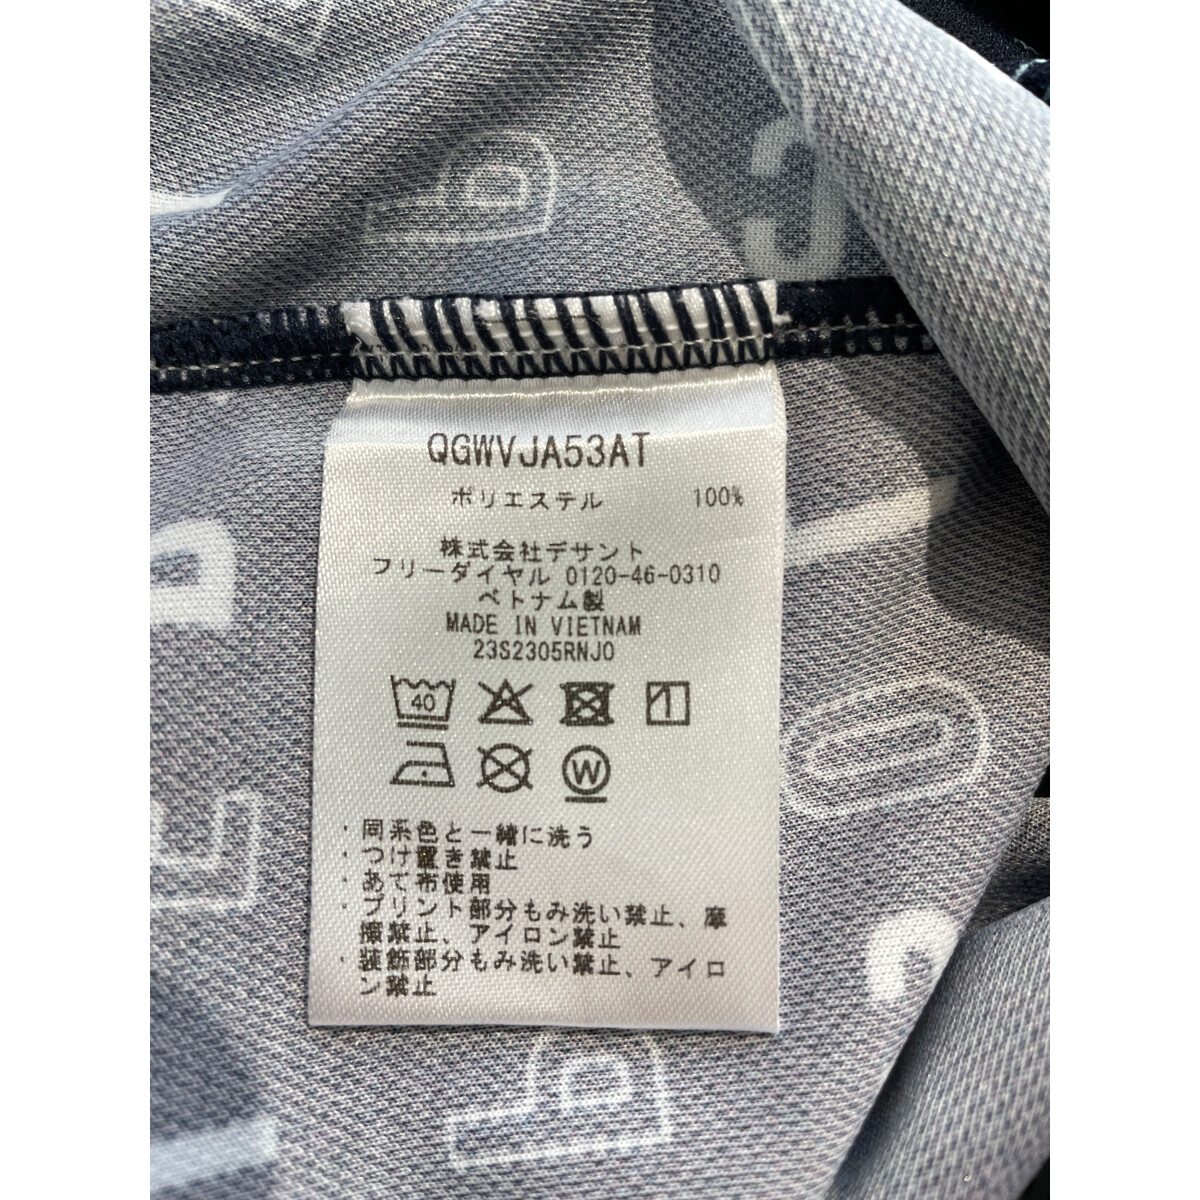 QGWVJA53AT
ポリエステル 100%
株式会社デサント
フリーダイヤル 0120-46-0310
ベトナム製
MADE IN VIETNAM
23S2305RNJO
40
1
W
・同系色と一緒に洗う
・つけ置き禁止
・あて布使用
・プリント部分もみ洗い禁止、摩
擦禁止、アイロン禁止
・装飾部分もみ洗い禁止、アイロ
ン禁止